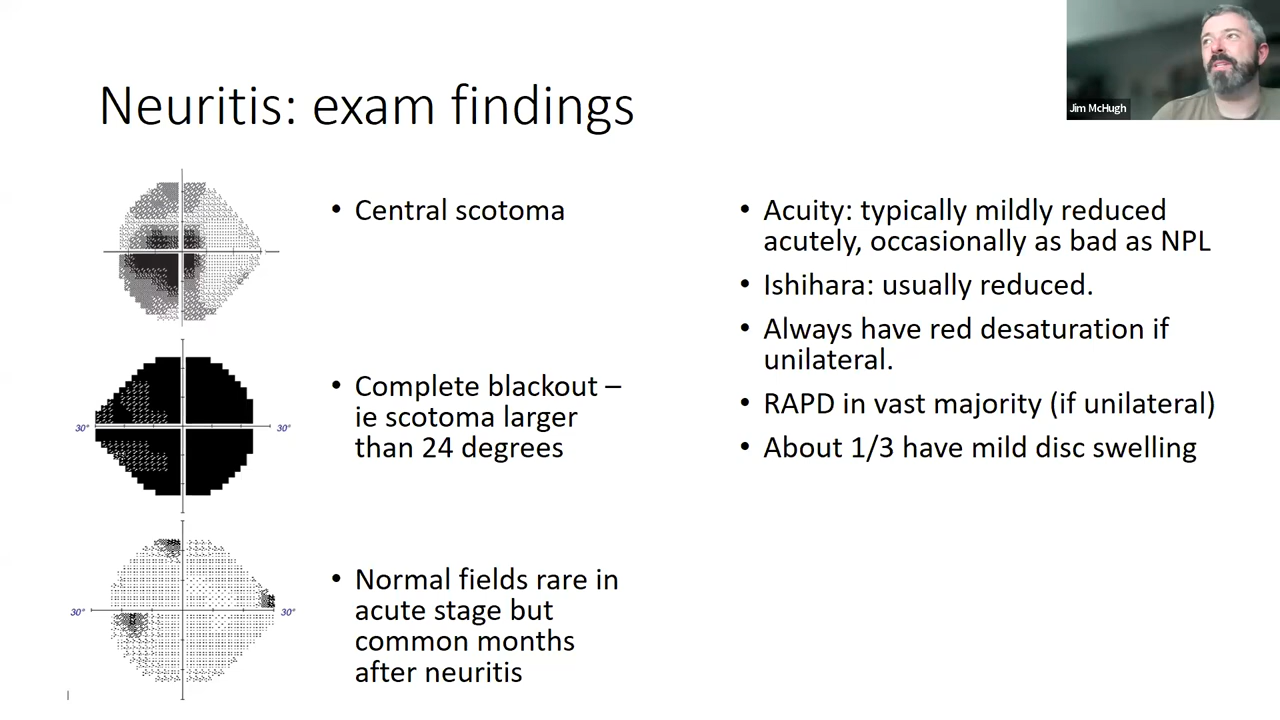 Jim McHugh
Neuritis: exam findings
• Central scotoma
30°
30°
• Complete blackout –
ie scotoma larger
than 24 degrees
30°
30°
• Normal fields rare in
acute stage but
common months
after neuritis
• Acuity: typically mildly reduced
acutely, occasionally as bad as NPL
• Ishihara: usually reduced.
• Always have red desaturation if
unilateral.
• RAPD in vast majority (if unilateral)
• About 1/3 have mild disc swelling